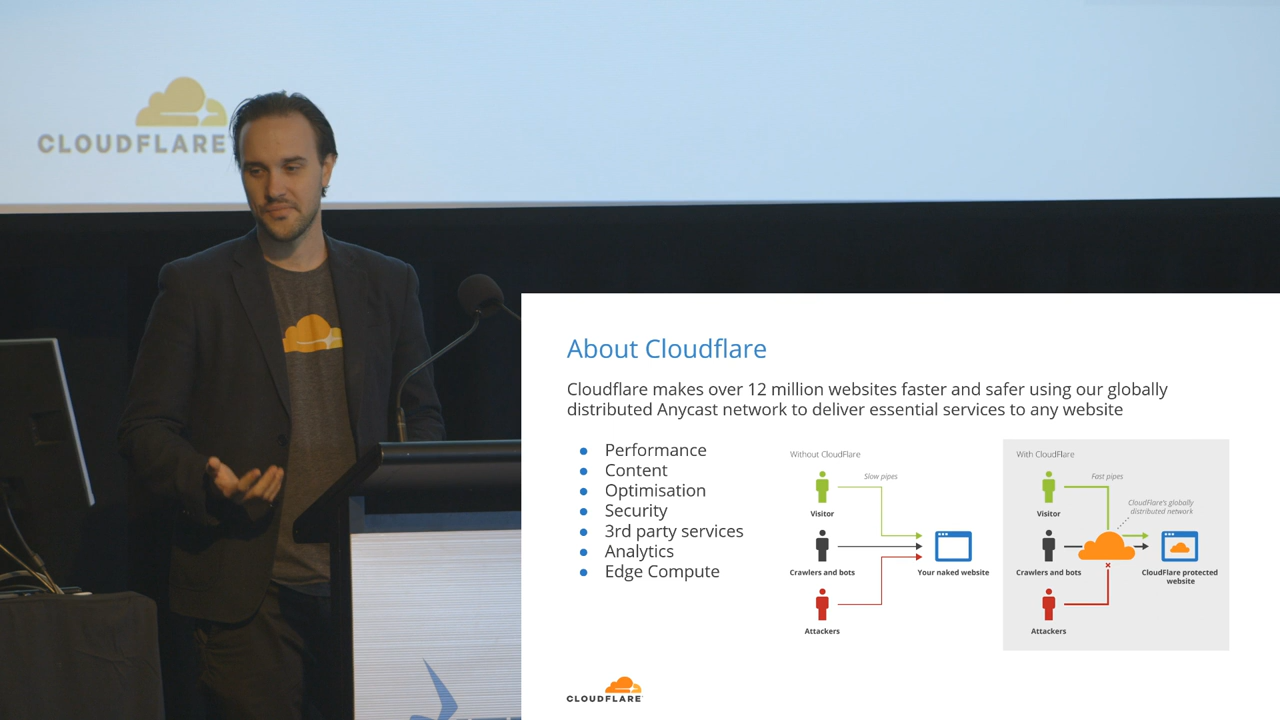 CLOUDFLARE
About Cloudflare
Cloudflare makes over 12 million websites faster and safer using our globally
distributed Anycast network to deliver essential services to any website
● Performance
● Content
● Optimisation
● Security
● 3rd party services
● Analytics
● Edge Compute
Without CloudFlare
Slow pipes
Visitor
Crawlers and bots
Your naked website
Attackers
With CloudFlare
Fast pipes
CloudFlare's globally
distributed network
Visitor
Crawlers and bots
CloudFlare protected
website
Attackers
CLOUDFLARE